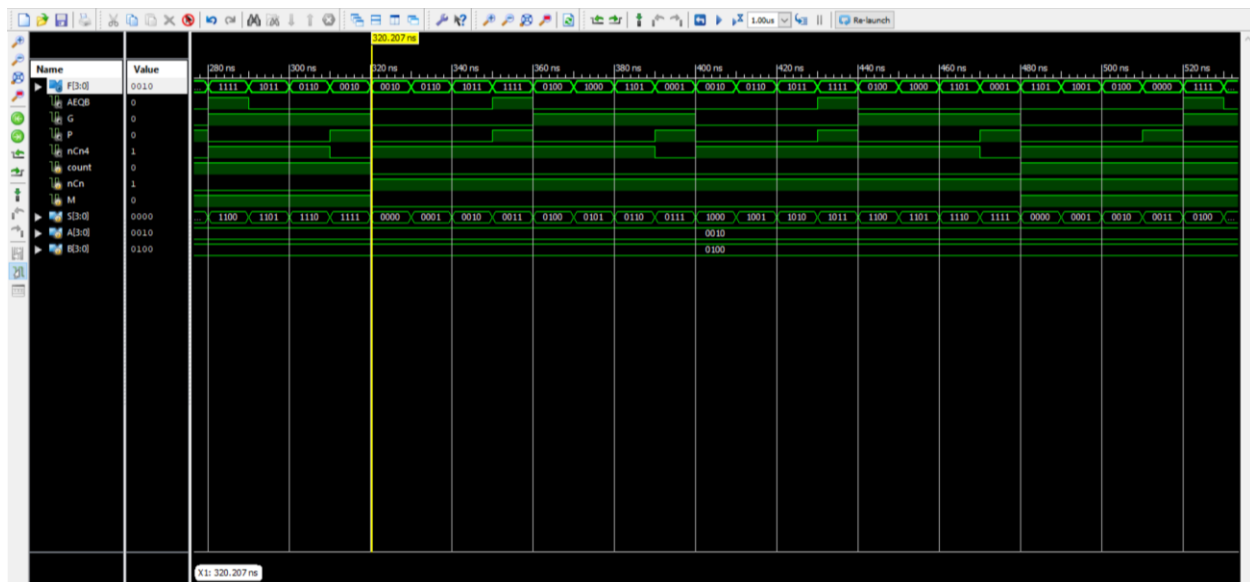 1.00us Re-launch
320.207 ns
Name Value 280 ns 300 ns 320 ns 340 ns 360 ns 380 ns 400 ns 420 ns 440 ns 460 ns 480 ns 500 ns 520 ns
F[3:0] 0010 ... 1111 1011 0110 0010 0010 0110 1011 1111 0100 1000 1101 0001 0010 0110 1011 1111 0100 1000 1101 0001 1101 1001 0100 0000 1111 ...
AEQB 0
G 0
P 0
nCn4 1
count 0
nCn 1
M 0
S[3:0] 0000 ... 1100 1101 1110 1111 0000 0001 0010 0011 0100 0101 0110 0111 1000 1001 1010 1011 1100 1101 1110 1111 0000 0001 0010 0011 0100 ...
A[3:0] 0010 0010
B[3:0] 0100 0100
X1: 320.207 ns